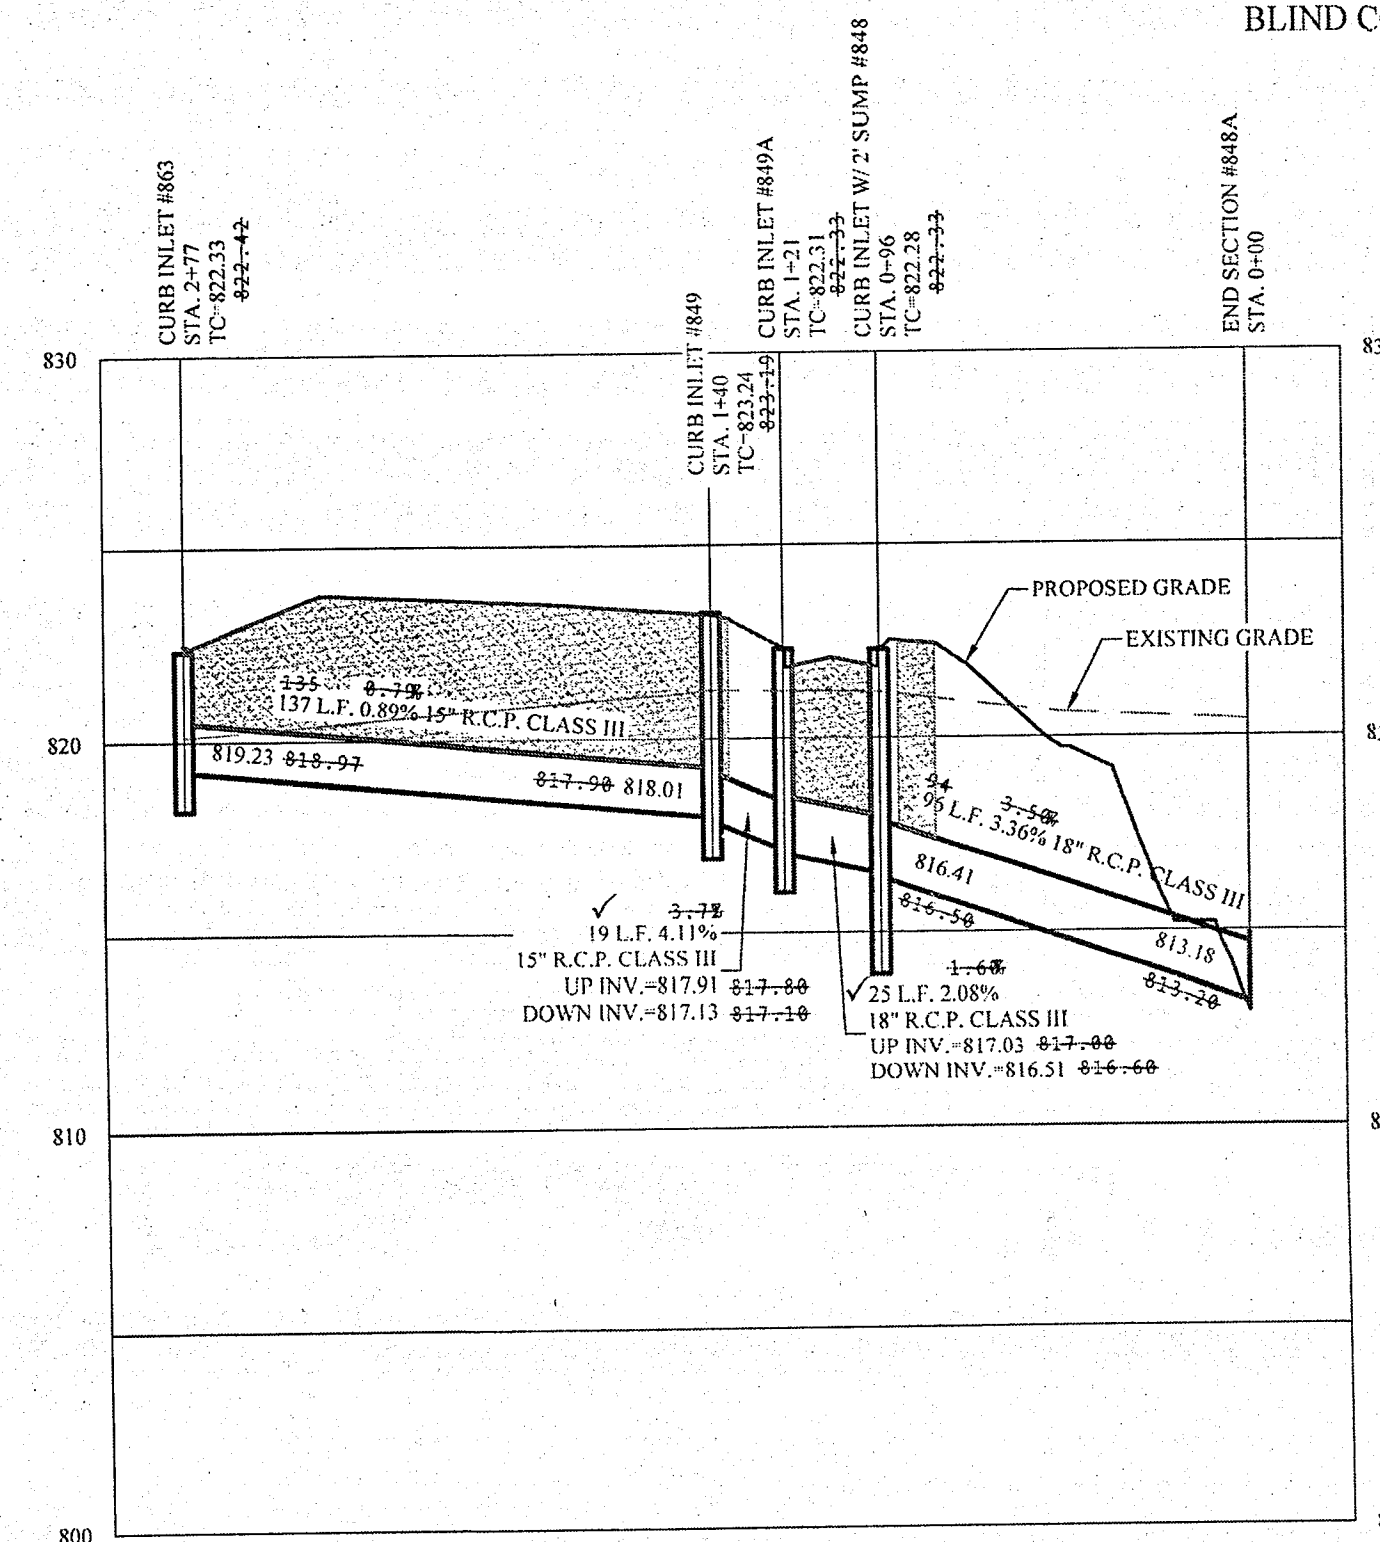 BLIND C
CURB INLET #863
STA. 2+77
TC=822.33
822.42
CURB INLET #849
STA. 1+40
TC=823.24
823.19
CURB INLET #849A
STA. 1+21
TC=822.31
822.33
CURB INLET W/ 2' SUMP #848
STA. 0+96
TC=822.28
822.33
END SECTION #848A
STA. 0+00
830
83
PROPOSED GRADE
EXISTING GRADE
135 0.79%
137 L.F. 0.89% 15" R.C.P. CLASS III
820
8
819.23 818.97
817.90 818.01
94 3.50%
96 L.F. 3.36% 18" R.C.P. CLASS III
816.41
816.50
813.18
813.20
✓ 3.7%
19 L.F. 4.11%
15" R.C.P. CLASS III
UP INV.=817.91 817.80
DOWN INV.=817.13 817.10
1.60%
✓ 25 L.F. 2.08%
18" R.C.P. CLASS III
UP INV.=817.03 817.00
DOWN INV.=816.51 816.60
810
8
800